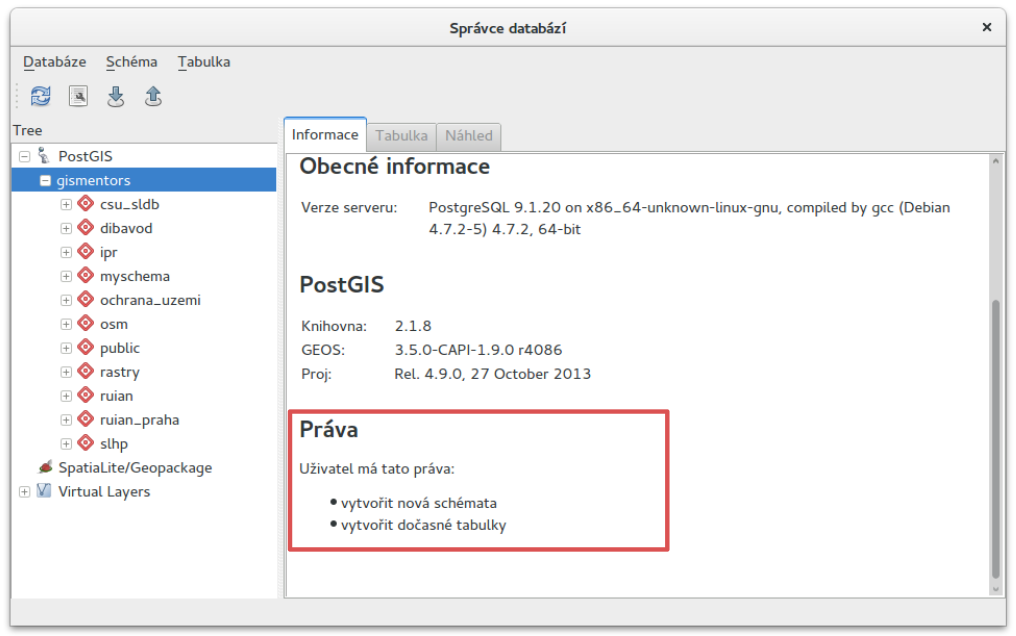 Správce databází
Databáze Schéma Tabulka
Tree
PostGIS
gismentors
csu_sldb
dibavod
ipr
myschema
ochrana_uzemi
osm
public
rastry
ruian
ruian_praha
slhp
SpatiaLite/Geopackage
Virtual Layers
Informace Tabulka Náhled
Obecné informace
Verze serveru: PostgreSQL 9.1.20 on x86_64-unknown-linux-gnu, compiled by gcc (Debian
4.7.2-5) 4.7.2, 64-bit
PostGIS
Knihovna: 2.1.8
GEOS: 3.5.0-CAPI-1.9.0 r4086
Proj: Rel. 4.9.0, 27 October 2013
Práva
Uživatel má tato práva:
• vytvořit nová schémata
• vytvořit dočasné tabulky